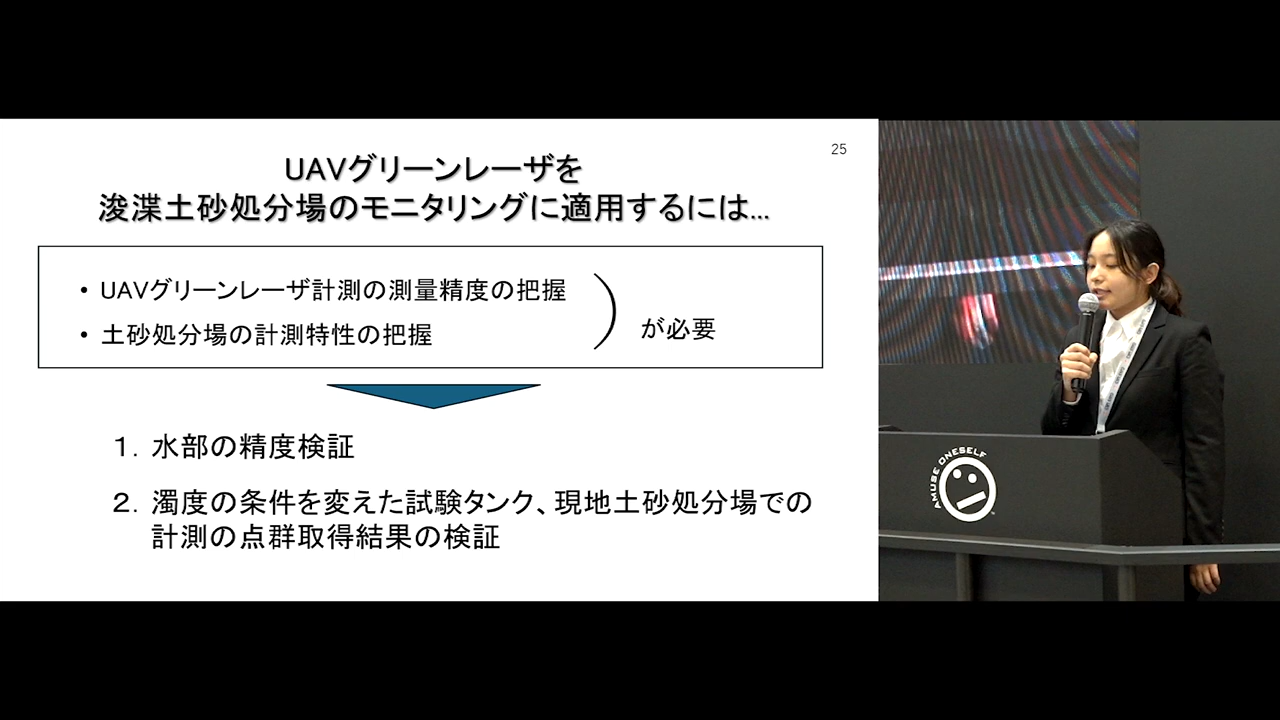 25
UAVグリーンレーザを
浚渫土砂処分場のモニタリングに適用するには...
・UAVグリーンレーザ計測の測量精度の把握
・土砂処分場の計測特性の把握
が必要
1. 水部の精度検証
2. 濁度の条件を変えた試験タンク、現地土砂処分場での
計測の点群取得結果の検証
AMUSE ONESELF